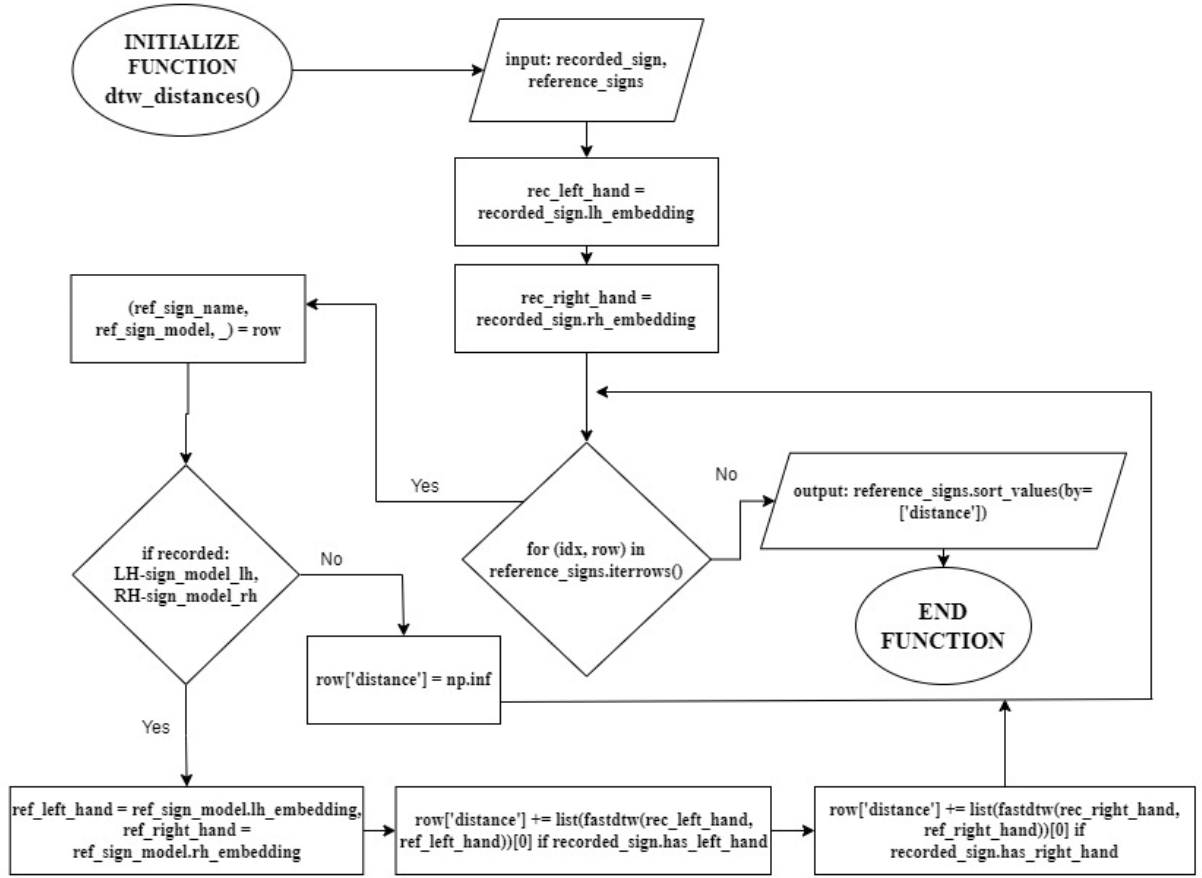 INITIALIZE
FUNCTION
dtw_distances()
input: recorded_sign,
reference_signs
rec_left_hand =
recorded_sign.lh_embedding
rec_right_hand =
recorded_sign.rh_embedding
(ref_sign_name,
ref_sign_model, _) = row
for (idx, row) in
reference_signs.iterrows()
Yes
No
output: reference_signs.sort_values(by=
['distance'])
END
FUNCTION
if recorded:
LH-sign_model_lh,
RH-sign_model_rh
No
row['distance'] = np.inf
Yes
ref_left_hand = ref_sign_model.lh_embedding,
ref_right_hand =
ref_sign_model.rh_embedding
row['distance'] += list(fastdtw(rec_left_hand,
ref_left_hand))[0] if recorded_sign.has_left_hand
row['distance'] += list(fastdtw(rec_right_hand,
ref_right_hand))[0] if
recorded_sign.has_right_hand